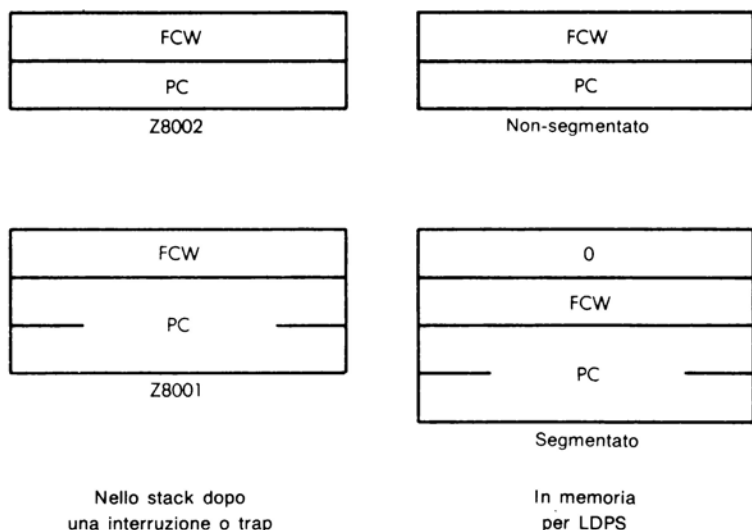 FCW
PC
Z8002
FCW
PC
Non-segmentato
FCW
PC
Z8001
0
FCW
PC
Segmentato
Nello stack dopo
una interruzione o trap
In memoria
per LDPS